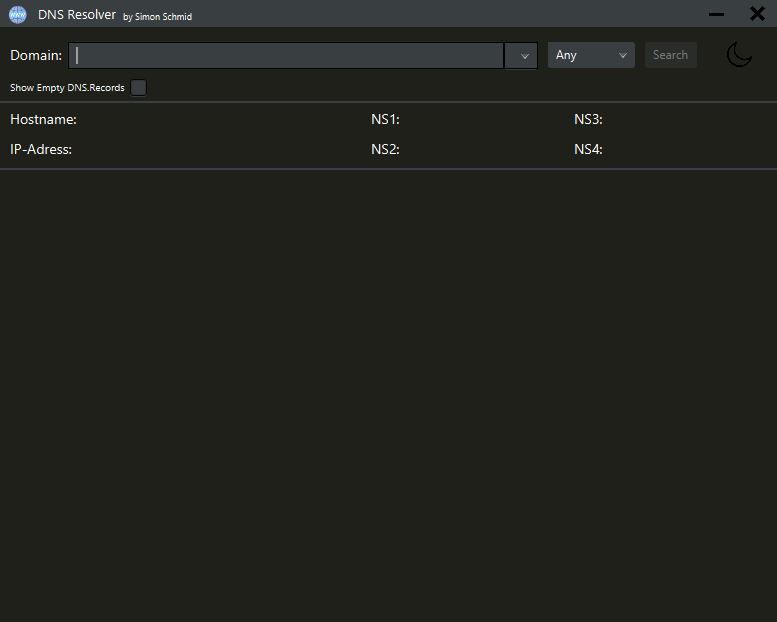 DNS Resolver by Simon Schmid
Domain: Any Search
Show Empty DNS.Records
Hostname: NS1: NS3:
IP-Adress: NS2: NS4: